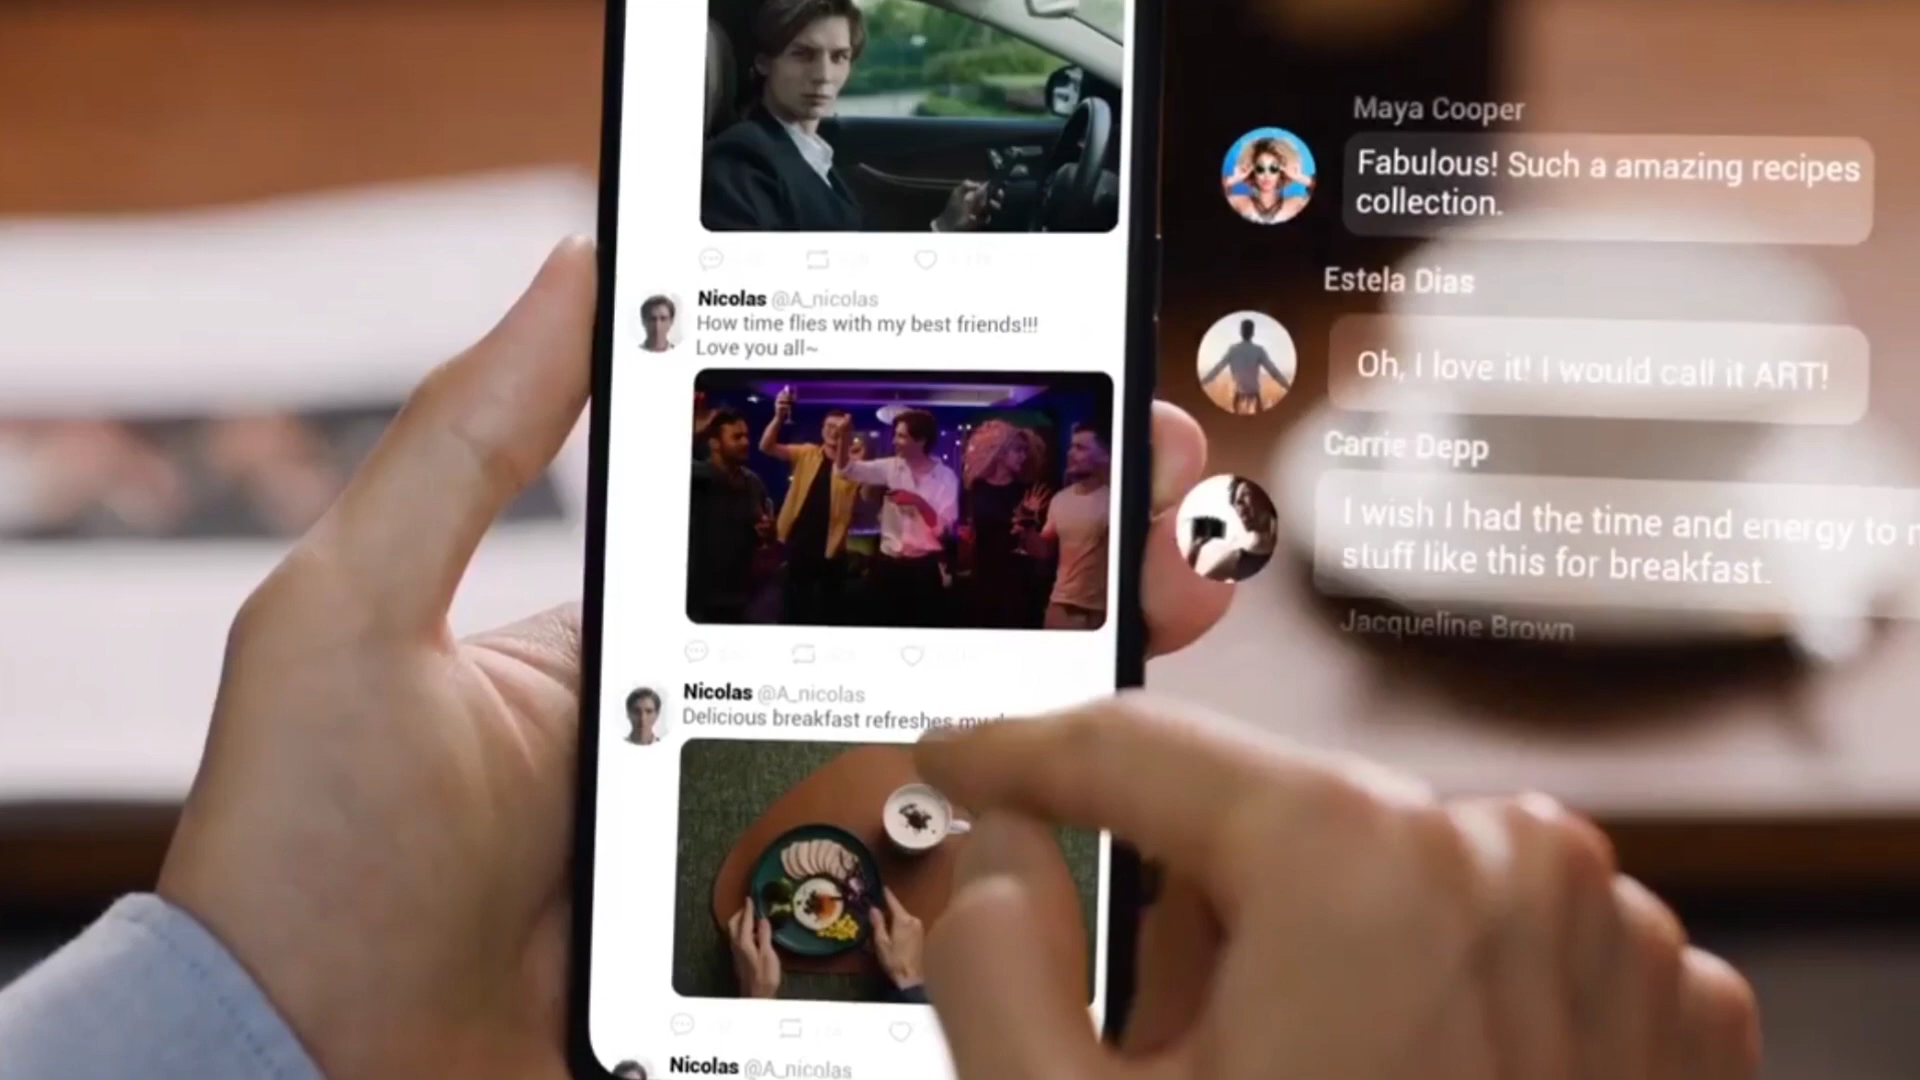 Nicolas @A_nicolas
How time flies with my best friends!!!
Love you all~
Nicolas @A_nicolas
Delicious breakfast refreshes my
Nicolas @A_nicolas
Maya Cooper
Fabulous! Such a amazing recipes
collection.
Estela Dias
Oh, I love it! I would call it ART!
Carrie Depp
I wish I had the time and energy to
stuff like this for breakfast.
Jacqueline Brown